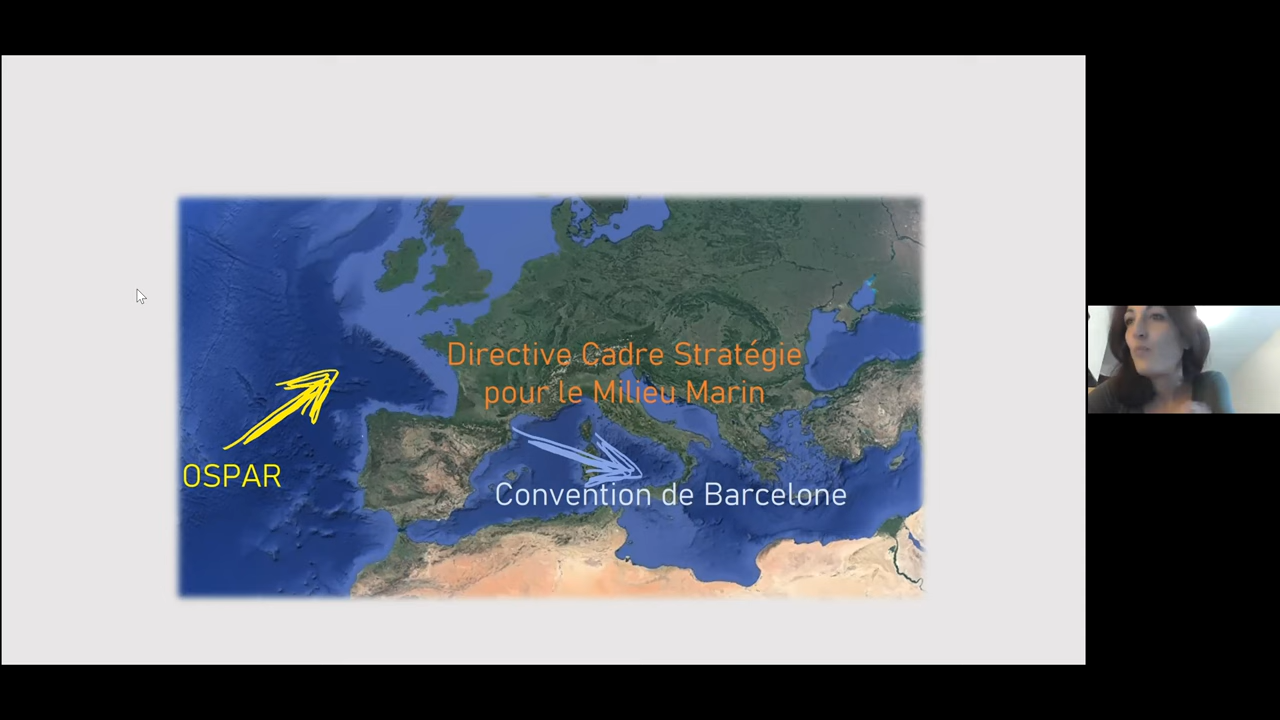 Directive Cadre Stratégie
pour le Milieu Marin
OSPAR
Convention de Barcelone